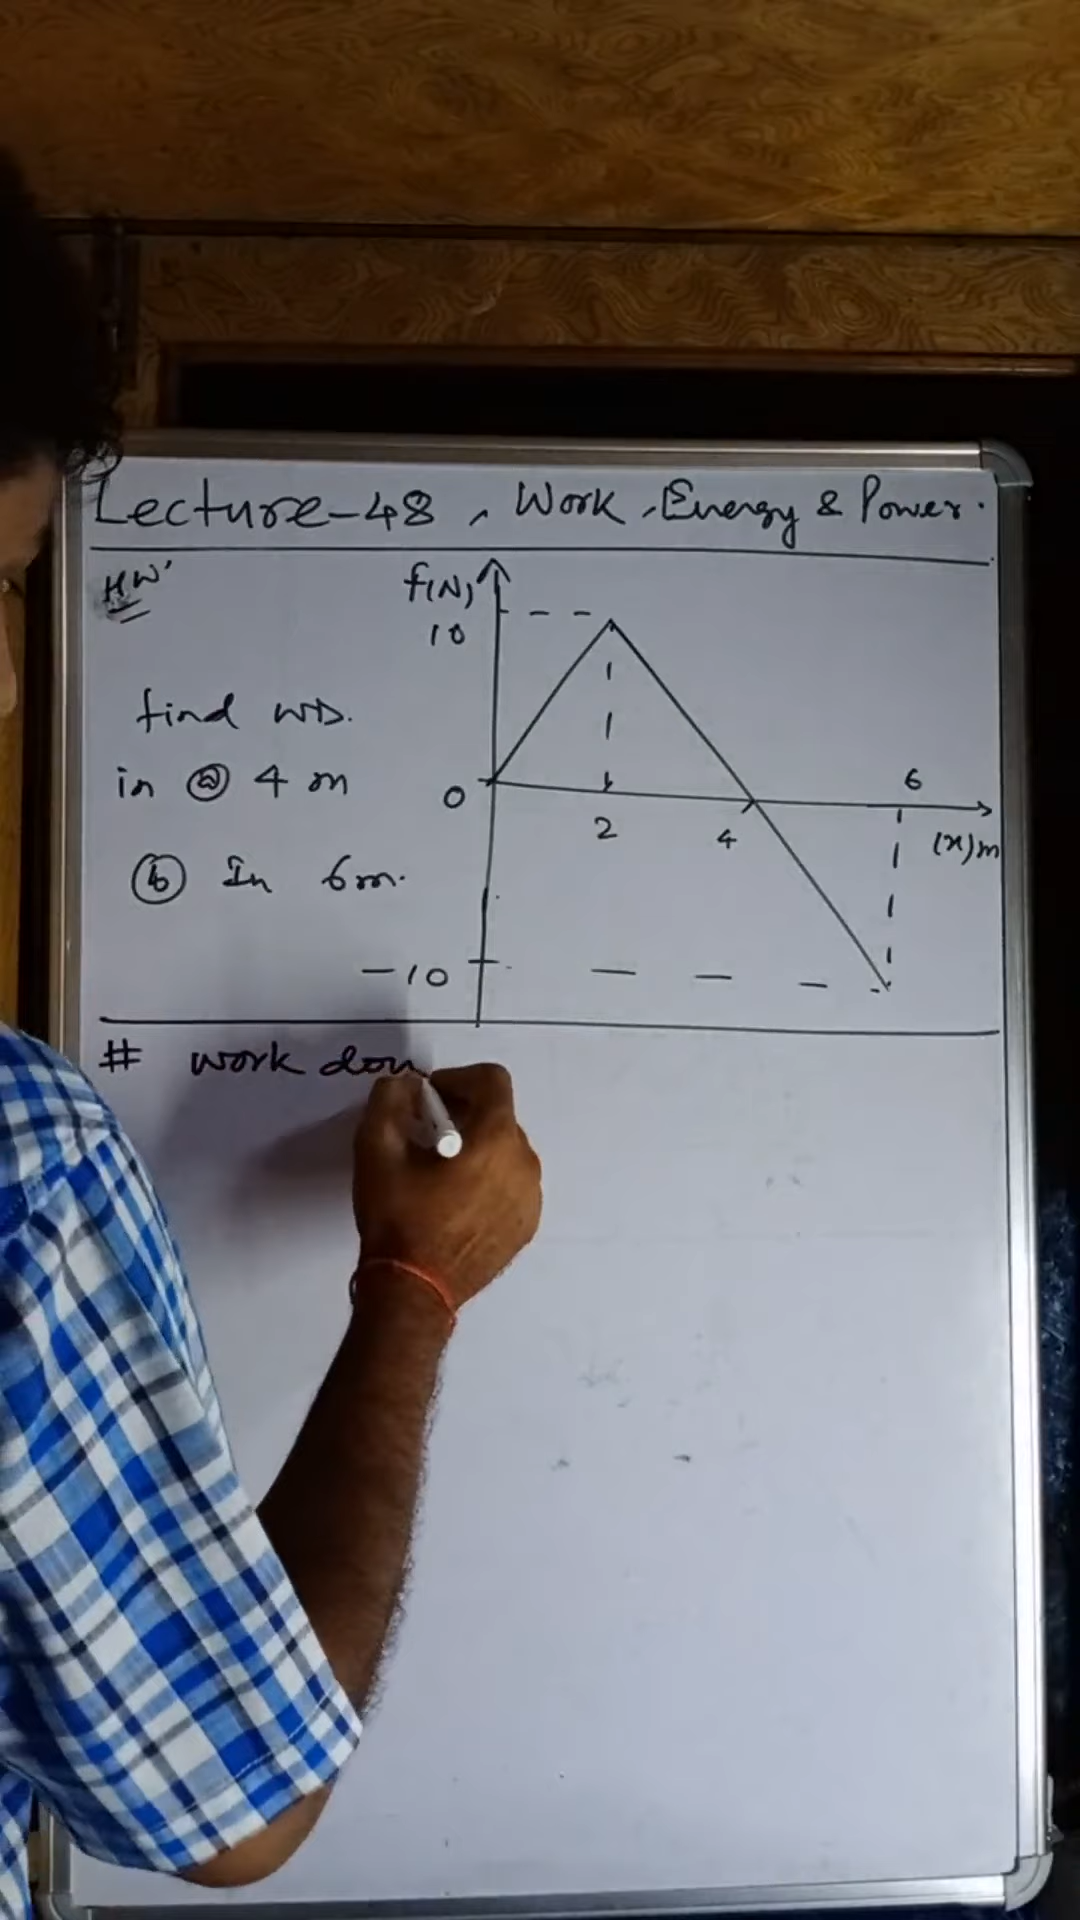 Lecture-48, Work, Energy & Power.
HW'
f(N)
10
find WD.
in ⓐ 4 m
0
2
4
6
(x)m
ⓑ In 6m.
-10
# work don